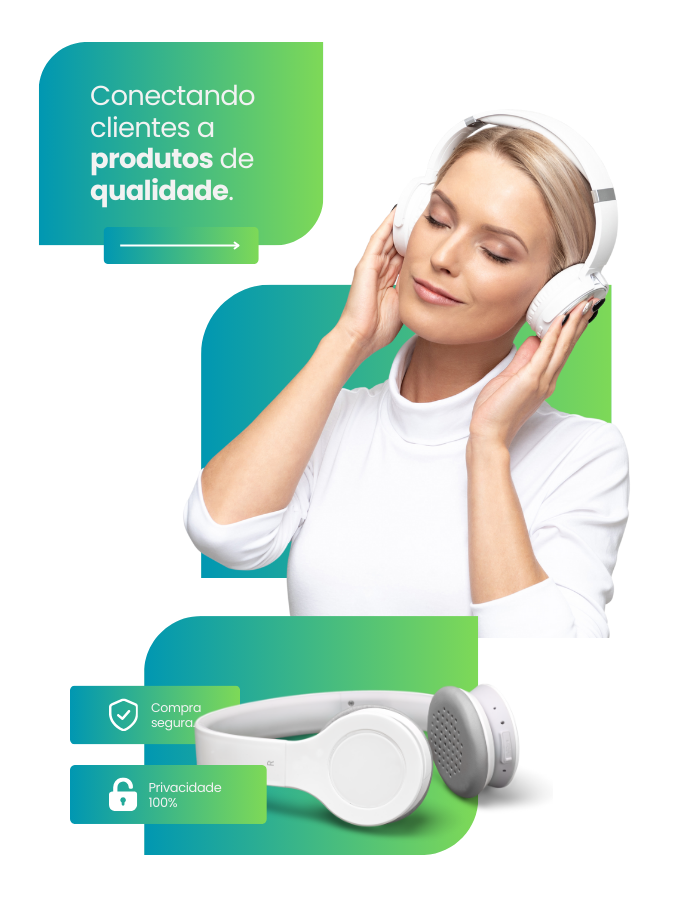 Conectando
clientes a
produtos de
qualidade.
Compra
segura.
Privacidade
100%
R